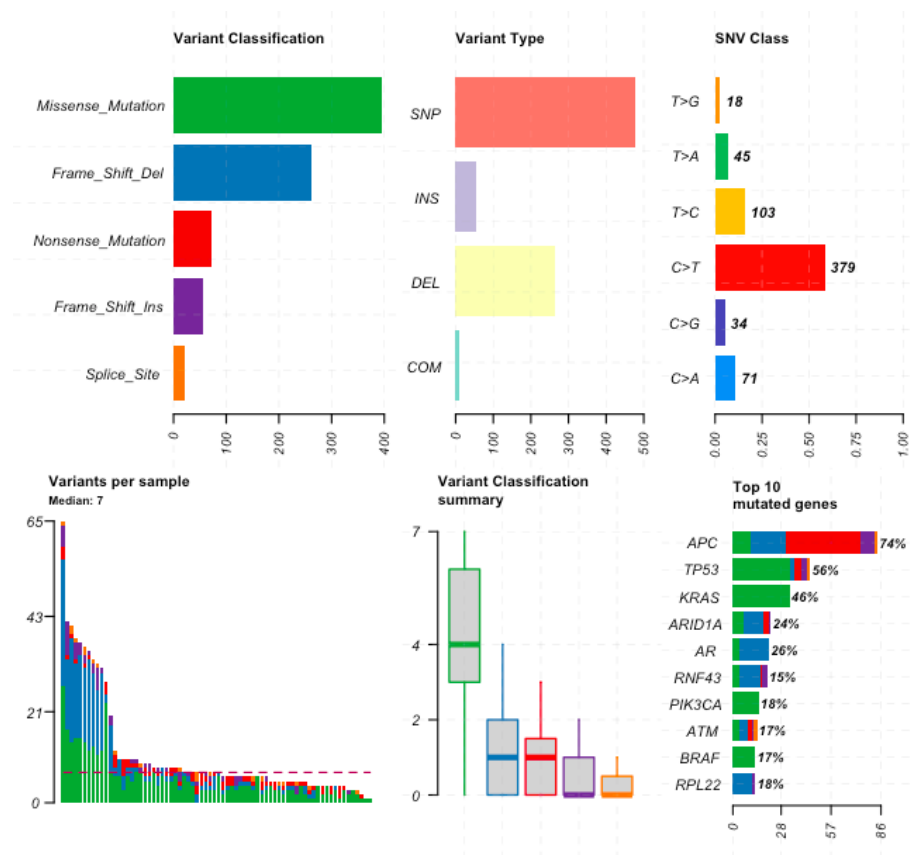 Variant Classification
Missense_Mutation
Frame_Shift_Del
Nonsense_Mutation
Frame_Shift_Ins
Splice_Site
0 100 200 300 400
Variant Type
SNP
INS
DEL
COM
0 100 200 300 400 500
SNV Class
T>G 18
T>A 45
T>C 103
C>T 379
C>G 34
C>A 71
0.00 0.25 0.50 0.75 1.00
Variants per sample
Median: 7
65
43
21
0
Variant Classification
summary
7
4
2
0
Top 10
mutated genes
APC 74%
TP53 56%
KRAS 46%
ARID1A 24%
AR 26%
RNF43 15%
PIK3CA 18%
ATM 17%
BRAF 17%
RPL22 18%
0 28 57 86